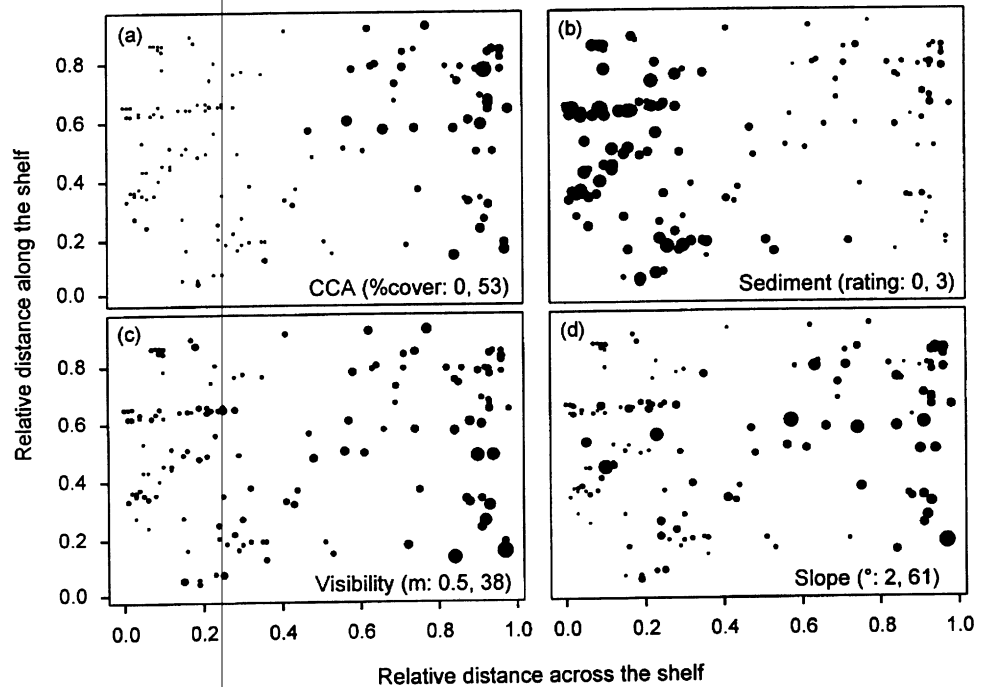 (a)
(b)
0.8
0.6
0.4
0.2
0.0
CCA (%cover: 0, 53)
Sediment (rating: 0, 3)
Relative distance along the shelf
(c)
(d)
0.8
0.6
0.4
0.2
0.0
Visibility (m: 0.5, 38)
Slope (°: 2, 61)
0.0 0.2 0.4 0.6 0.8 1.0
0.0 0.2 0.4 0.6 0.8 1.0
Relative distance across the shelf